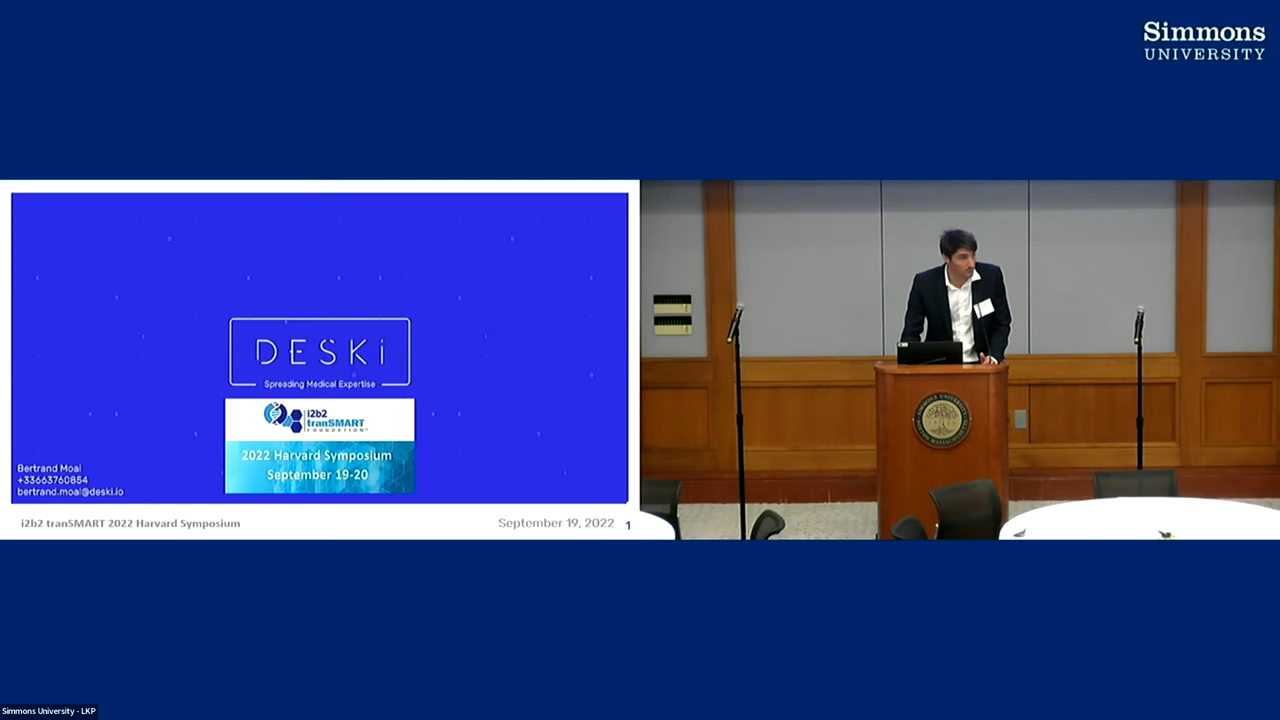 Simmons
UNIVERSITY
DESKi
Spreading Medical Expertise
i2b2
tranSMART
FOUNDATION
2022 Harvard Symposium
September 19-20
Bertrand Moal
+33663760854
bertrand.moal@deski.io
i2b2 tranSMART 2022 Harvard Symposium
September 19, 2022
1
Simmons University - LKP